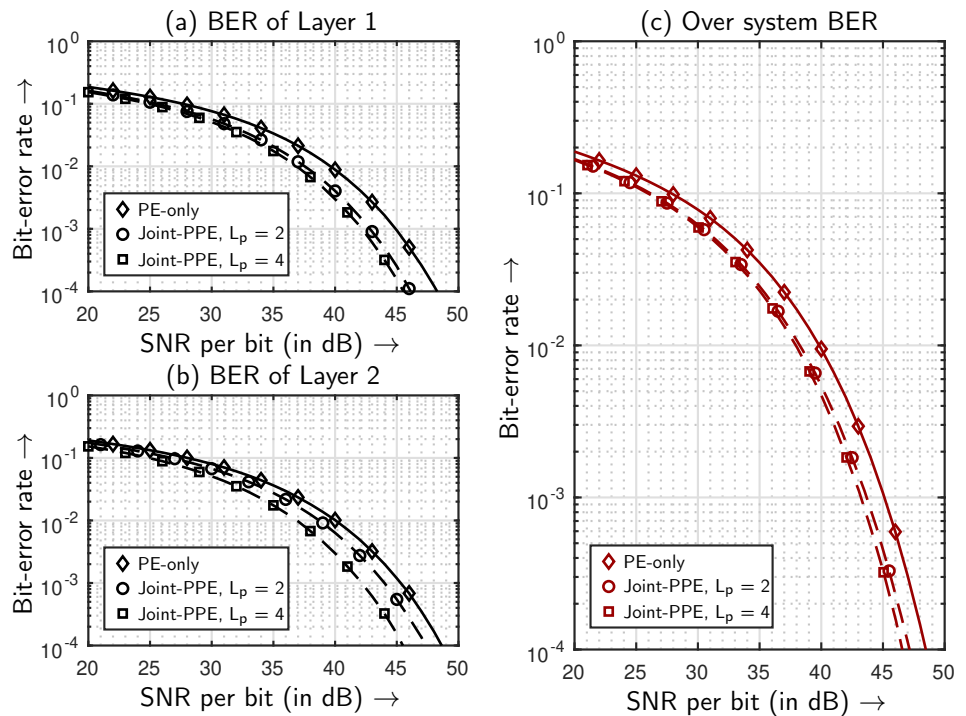 (a) BER of Layer 1
10^0
10^-1
10^-2
10^-3
10^-4
Bit-error rate →
PE-only
Joint-PPE, L_p = 2
Joint-PPE, L_p = 4
20 25 30 35 40 45 50
SNR per bit (in dB) →
(b) BER of Layer 2
10^0
10^-1
10^-2
10^-3
10^-4
Bit-error rate →
PE-only
Joint-PPE, L_p = 2
Joint-PPE, L_p = 4
20 25 30 35 40 45 50
SNR per bit (in dB) →
(c) Over system BER
10^0
10^-1
10^-2
10^-3
10^-4
Bit-error rate →
PE-only
Joint-PPE, L_p = 2
Joint-PPE, L_p = 4
20 25 30 35 40 45 50
SNR per bit (in dB) →